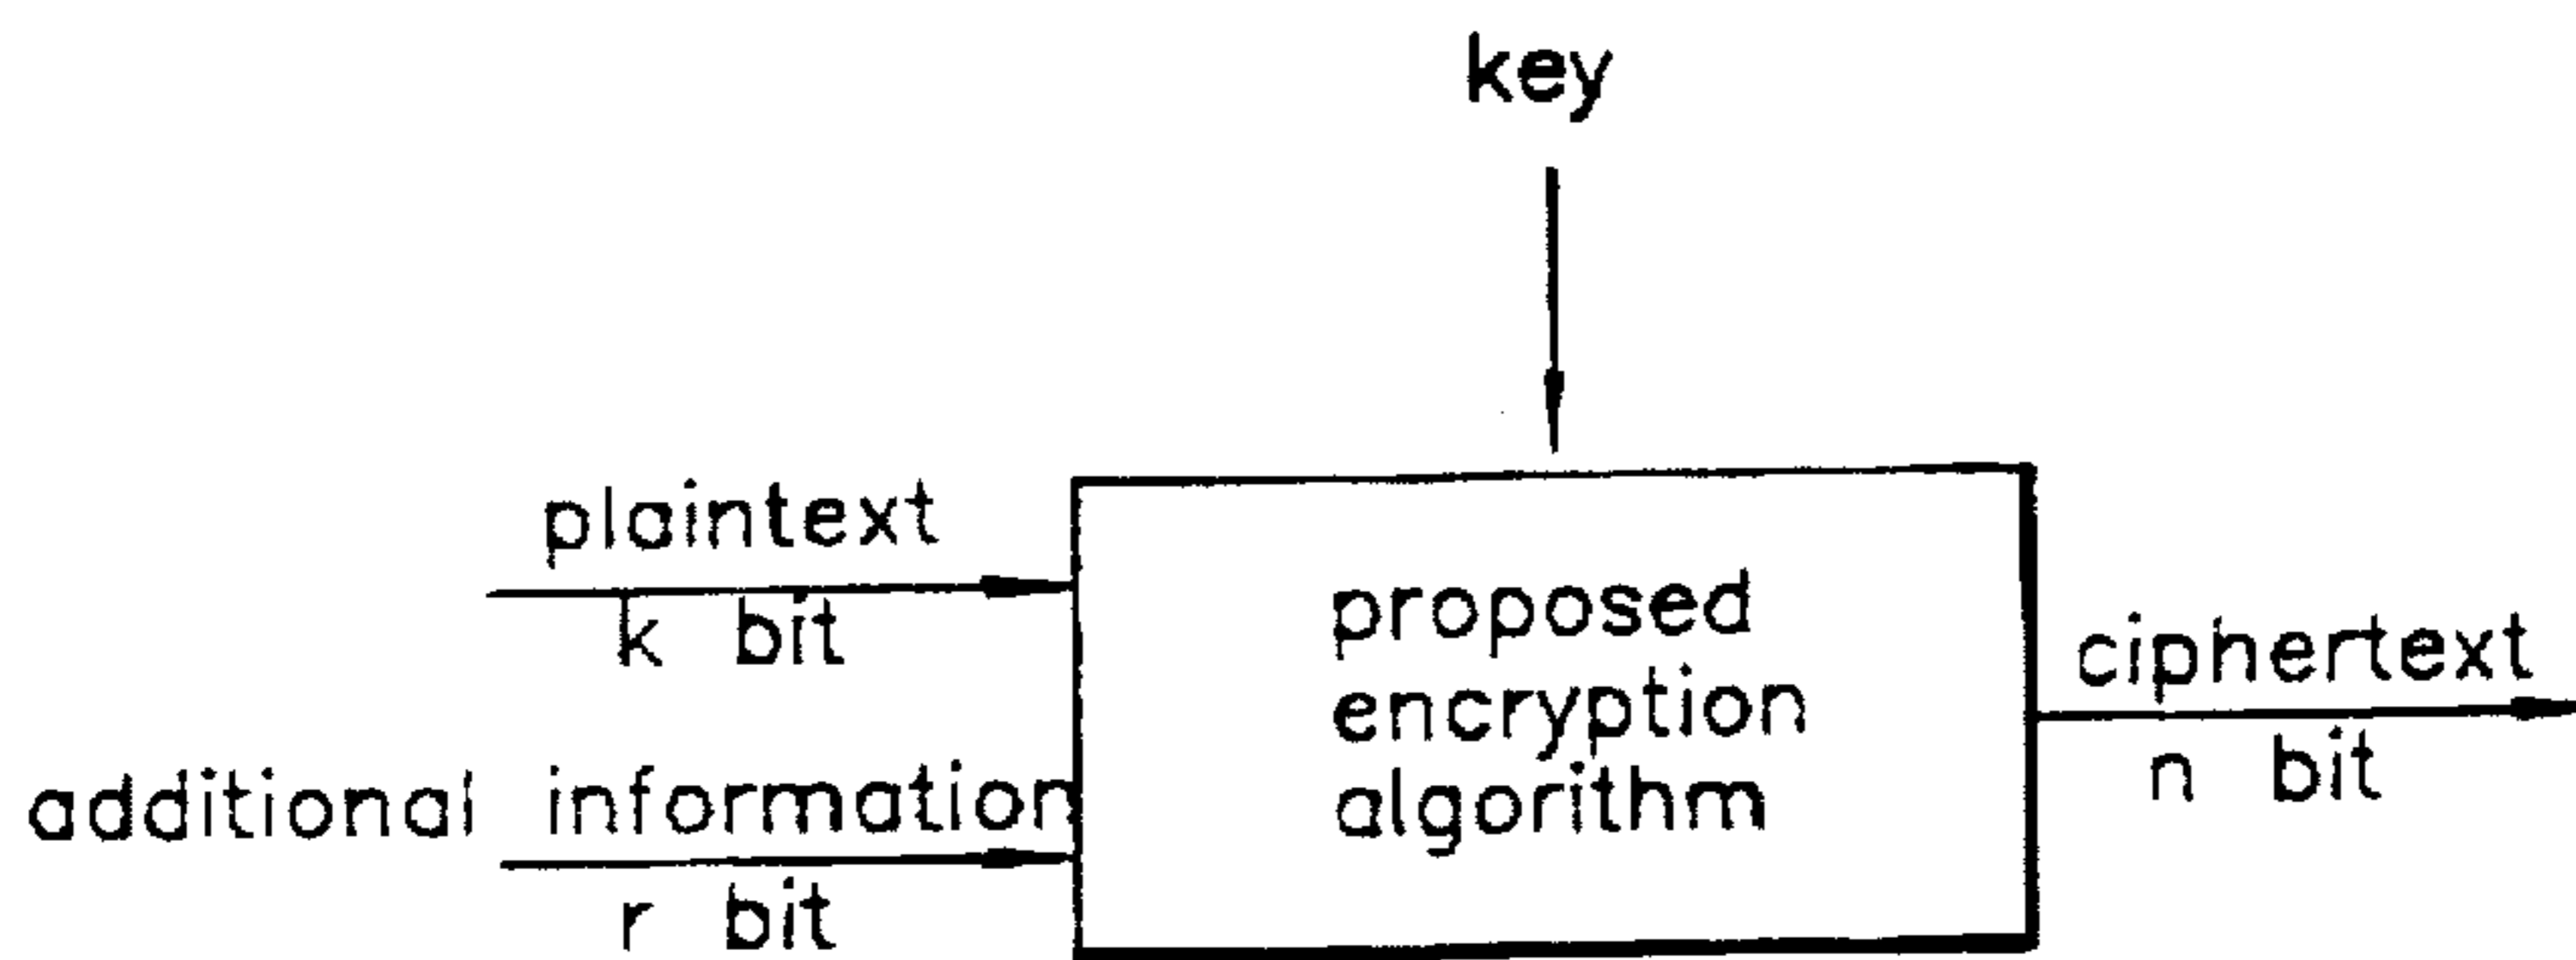 key
plaintext
k bit
additional information
r bit
proposed
encryption
algorithm
ciphertext
n bit